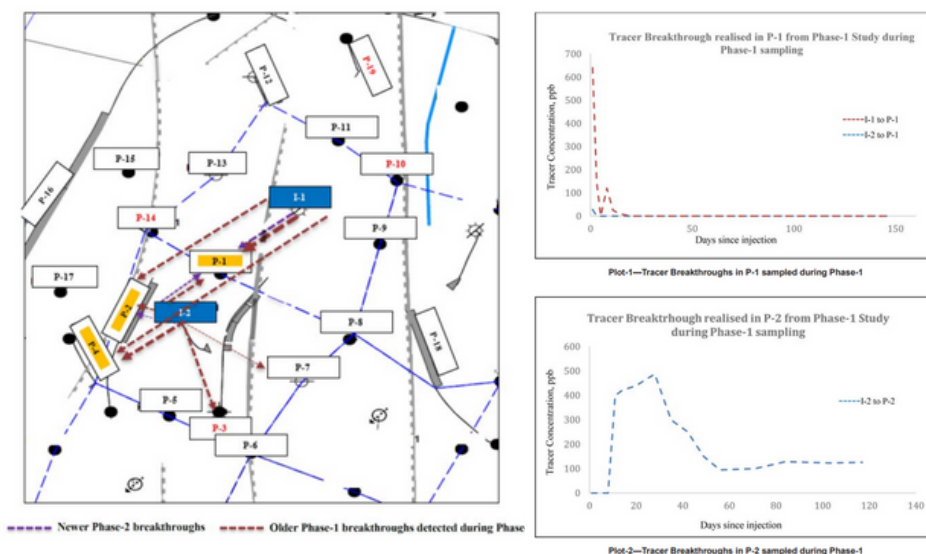 P-12
P-19
P-11
P-15
P-13
P-10
P-16
I-1
P-14
P-9
P-1
P-17
P-2
I-2
P-8
P-4
P-18
P-7
P-5
P-3
P-6
1
Newer Phase-2 breakthroughs
Older Phase-1 breakthroughs detected during Phase
Tracer Breakthrough realised in P-1 from Phase-1 Study during
Phase-1 sampling
Tracer Concentration, ppb
700
600
500
400
300
200
100
0
I-1 to P-1
I-2 to P-1
0
50
100
150
Days since injection
Plot-1—Tracer Breakthroughs in P-1 sampled during Phase-1
Tracer Breaktrhough realised in P-2 from Phase-1 Study
during Phase-1 sampling
Tracer Concentration, ppb
600
500
400
300
200
100
0
I-2 to P-2
0
20
40
60
80
100
120
140
Days since injection
Plot-2—Tracer Breakthroughs in P-2 sampled during Phase-1